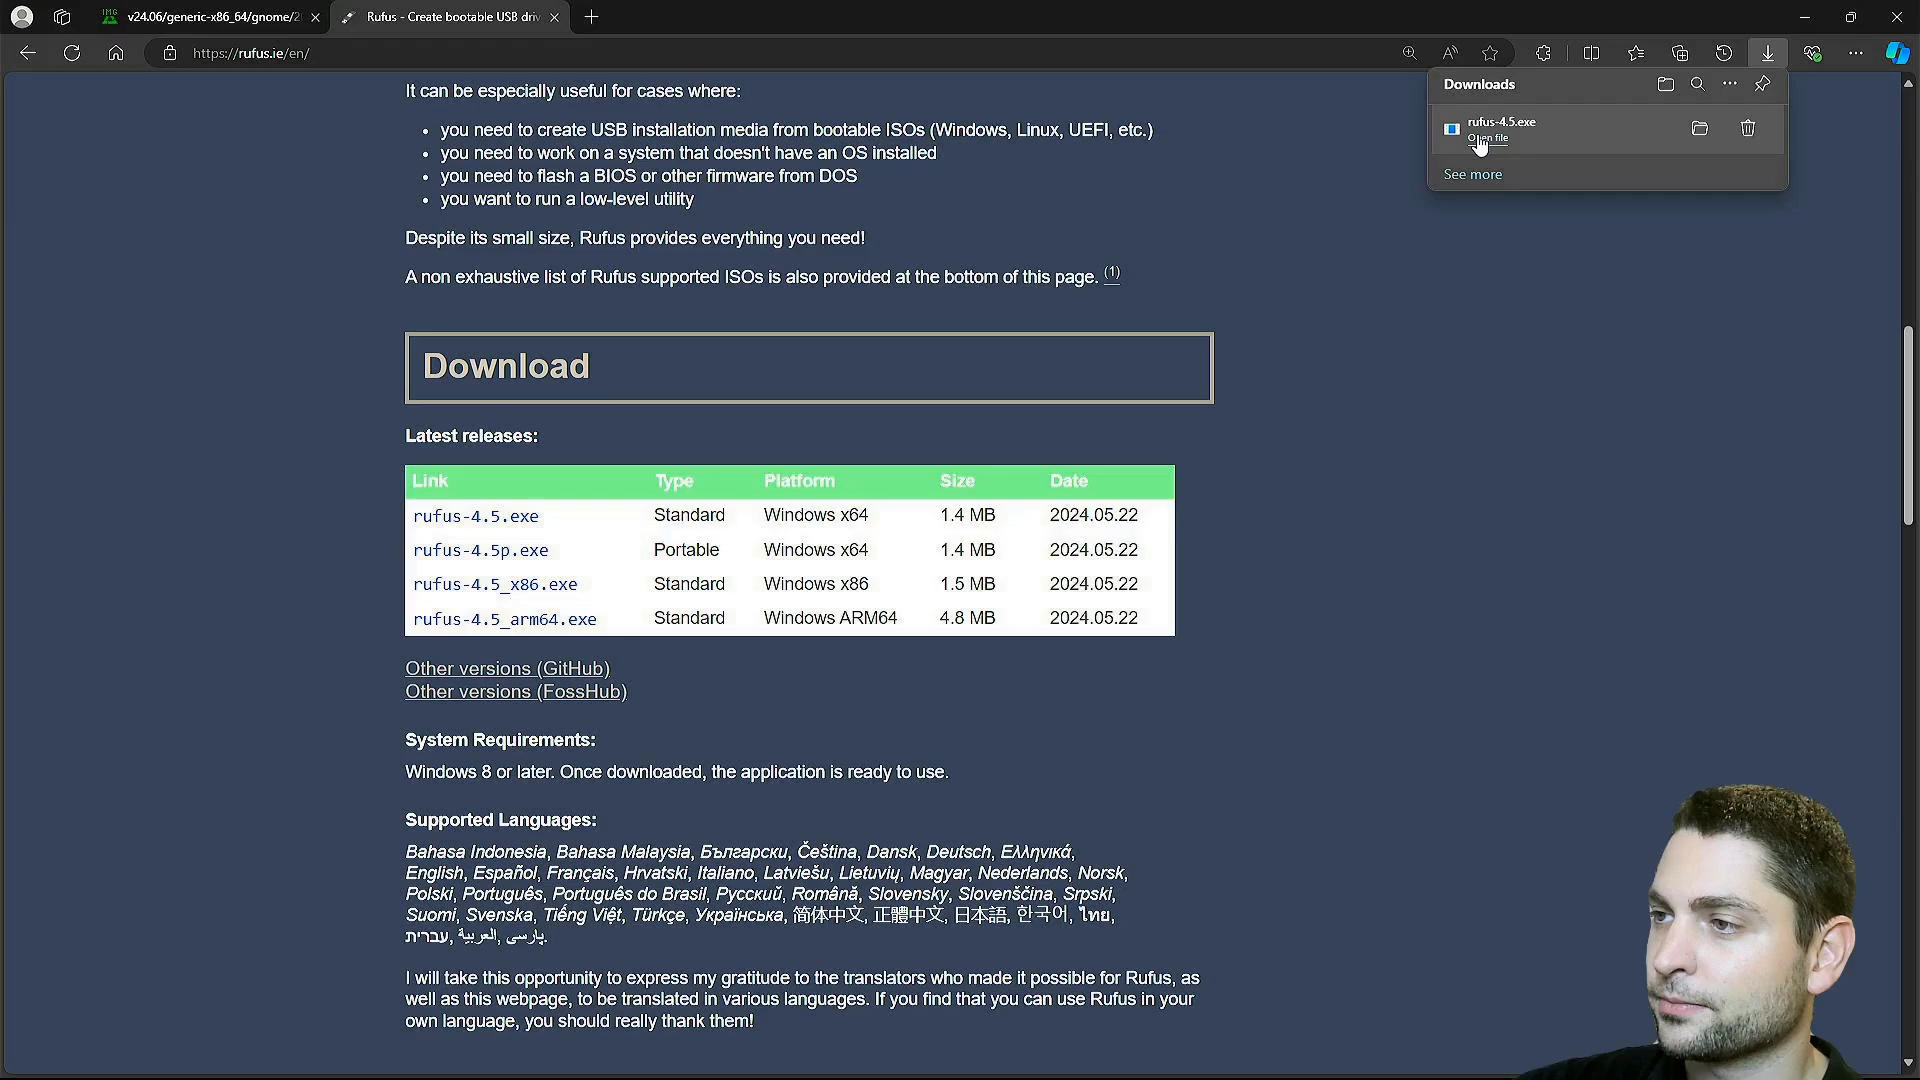 IMG
v24.06/generic-x86_64/gnome/2
Rufus - Create bootable USB driv
https://rufus.ie/en/
Downloads
rufus-4.5.exe
Open file
See more
It can be especially useful for cases where:
• you need to create USB installation media from bootable ISOs (Windows, Linux, UEFI, etc.)
• you need to work on a system that doesn't have an OS installed
• you need to flash a BIOS or other firmware from DOS
• you want to run a low-level utility
Despite its small size, Rufus provides everything you need!
A non exhaustive list of Rufus supported ISOs is also provided at the bottom of this page. (1)
Download
Latest releases:
Link Type Platform Size Date
rufus-4.5.exe Standard Windows x64 1.4 MB 2024.05.22
rufus-4.5p.exe Portable Windows x64 1.4 MB 2024.05.22
rufus-4.5_x86.exe Standard Windows x86 1.5 MB 2024.05.22
rufus-4.5_arm64.exe Standard Windows ARM64 4.8 MB 2024.05.22
Other versions (GitHub)
Other versions (FossHub)
System Requirements:
Windows 8 or later. Once downloaded, the application is ready to use.
Supported Languages:
Bahasa Indonesia, Bahasa Malaysia, Български, Čeština, Dansk, Deutsch, Ελληνικά,
English, Español, Français, Hrvatski, Italiano, Latviešu, Lietuvių, Magyar, Nederlands, Norsk,
Polski, Português, Português do Brasil, Русский, Română, Slovensky, Slovenščina, Srpski,
Suomi, Svenska, Tiếng Việt, Türkçe, Українська, 简体中文, 正體中文, 日本語, 한국어, ไทย,
עברית, العربية, پارسی.
I will take this opportunity to express my gratitude to the translators who made it possible for Rufus, as
well as this webpage, to be translated in various languages. If you find that you can use Rufus in your
own language, you should really thank them!